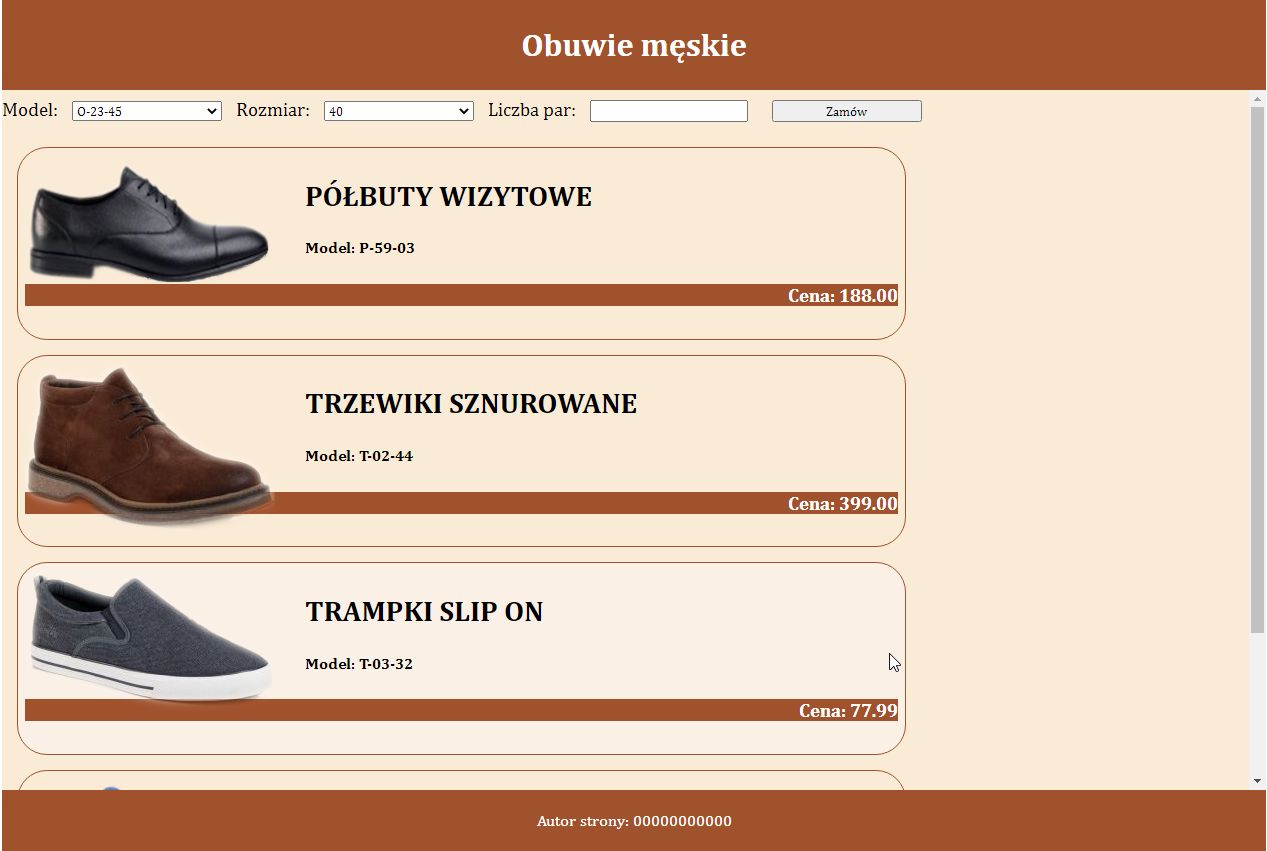 Obuwie męskie
Model: O-23-45 Rozmiar: 40 Liczba par: Zamów
PÓŁBUTY WIZYTOWE
Model: P-59-03
Cena: 188.00
TRZEWIKI SZNUROWANE
Model: T-02-44
Cena: 399.00
TRAMPKI SLIP ON
Model: T-03-32
Cena: 77.99
Autor strony: 00000000000